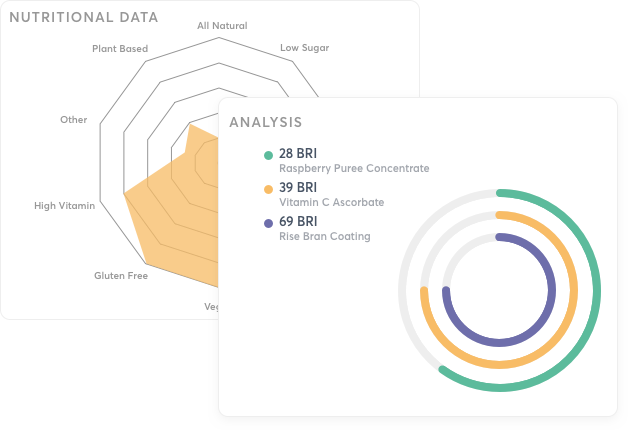 NUTRITIONAL DATA
All Natural
Plant Based
Low Sugar
Other
High Vitamin
Gluten Free
ANALYSIS
28 BRI
Raspberry Puree Concentrate
39 BRI
Vitamin C Ascorbate
69 BRI
Rise Bran Coating